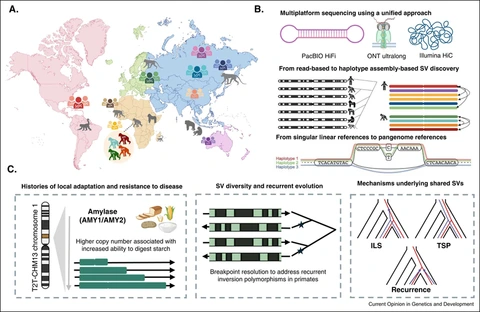 A.
B.
Multiplatform sequencing using a unified approach
PacBIO HiFi
ONT ultralong
Illumina HiC
From read-based to haplotype assembly-based SV discovery
From singular linear references to pangenome references
CTCCCGC
AACAAA
Haplotype 1
Haplotype 2
Haplotype 3
TCACATGTAC
CTCAACAACA
C.
Histories of local adaptation and resistance to disease
T2T-CHM13 chromosome 1
Amylase
(AMY1/AMY2)
Higher copy number associated with
increased ability to digest starch
SV diversity and recurrent evolution
Breakpoint resolution to address recurrent
inversion polymorphisms in primates
Mechanisms underlying shared SVs
ILS
TSP
Recurrence
Current Opinion in Genetics and Development